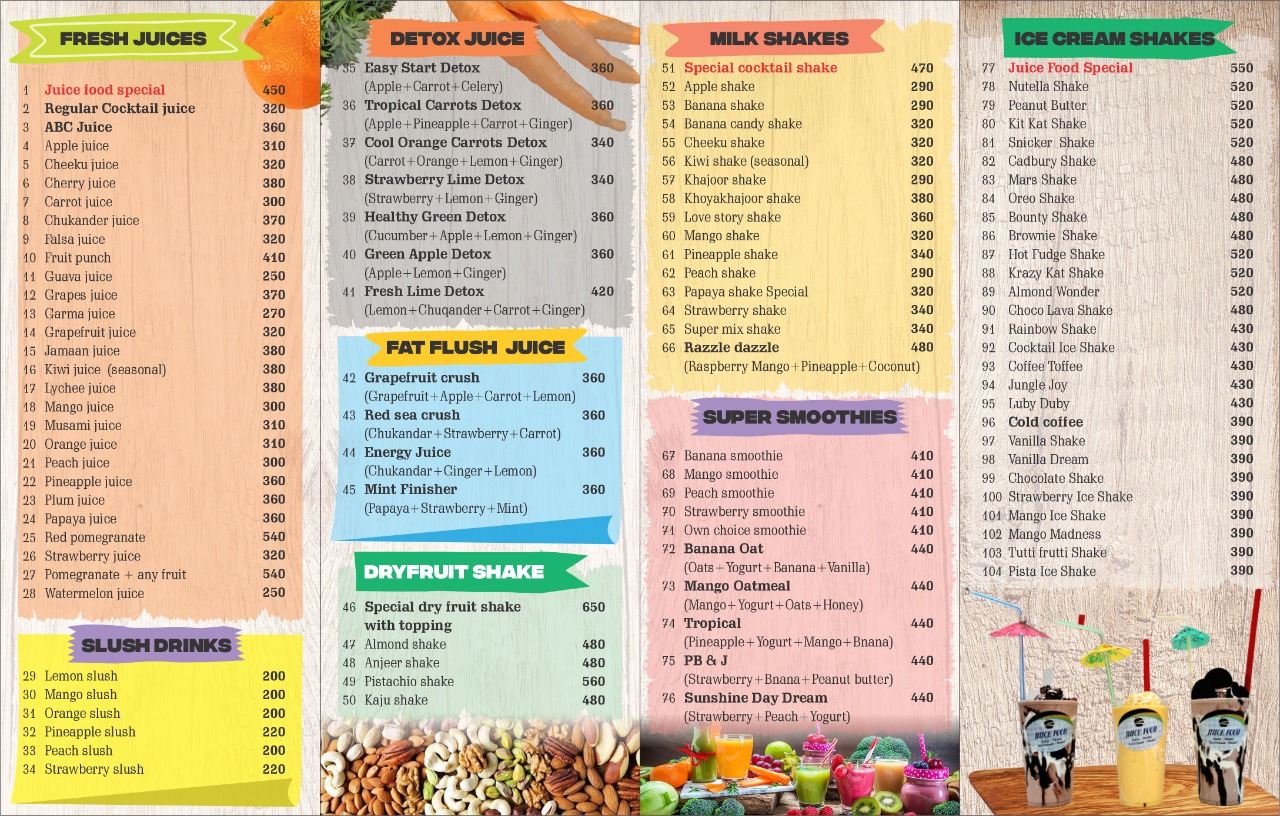 FRESH JUICES
1 Juice food special 450
2 Regular Cocktail juice 320
3 ABC Juice 360
4 Apple juice 310
5 Cheeku juice 320
6 Cherry juice 380
7 Carrot juice 300
8 Chukander juice 370
9 Falsa juice 320
10 Fruit punch 410
11 Guava juice 250
12 Grapes juice 370
13 Garma juice 270
14 Grapefruit juice 320
15 Jamaan juice 380
16 Kiwi juice (seasonal) 380
17 Lychee juice 380
18 Mango juice 300
19 Musami juice 310
20 Orange juice 310
21 Peach juice 300
22 Pineapple juice 360
23 Plum juice 360
24 Papaya juice 360
25 Red pomegranate 540
26 Strawberry juice 320
27 Pomegranate + any fruit 540
28 Watermelon juice 250
SLUSH DRINKS
29 Lemon slush 200
30 Mango slush 200
31 Orange slush 200
32 Pineapple slush 220
33 Peach slush 200
34 Strawberry slush 220
DETOX JUICE
35 Easy Start Detox 360
(Apple+Carrot+Celery)
36 Tropical Carrots Detox 360
(Apple+Pineapple+Carrot+Ginger)
37 Cool Orange Carrots Detox 340
(Carrot+Orange+Lemon+Ginger)
38 Strawberry Lime Detox 340
(Strawberry+Lemon+Ginger)
39 Healthy Green Detox 360
(Cucumber+Apple+Lemon+Ginger)
40 Green Apple Detox 360
(Apple+Lemon+Ginger)
41 Fresh Lime Detox 420
(Lemon+Chuqander+Carrot+Ginger)
FAT FLUSH JUICE
42 Grapefruit crush 360
(Grapefruit+Apple+Carrot+Lemon)
43 Red sea crush 360
(Chukandar+Strawberry+Carrot)
44 Energy Juice 360
(Chukandar+Cinger+Lemon)
45 Mint Finisher 360
(Papaya+Strawberry+Mint)
DRYFRUIT SHAKE
46 Special dry fruit shake 650
with topping
47 Almond shake 480
48 Anjeer shake 480
49 Pistachio shake 560
50 Kaju shake 480
MILK SHAKES
51 Special cocktail shake 470
52 Apple shake 290
53 Banana shake 290
54 Banana candy shake 320
55 Cheeku shake 320
56 Kiwi shake (seasonal) 320
57 Khajoor shake 290
58 Khoyakhajoor shake 380
59 Love story shake 360
60 Mango shake 320
61 Pineapple shake 340
62 Peach shake 290
63 Papaya shake Special 320
64 Strawberry shake 340
65 Super mix shake 340
66 Razzle dazzle 480
(Raspberry Mango+Pineapple+Coconut)
SUPER SMOOTHIES
67 Banana smoothie 410
68 Mango smoothie 410
69 Peach smoothie 410
70 Strawberry smoothie 410
71 Own choice smoothie 410
72 Banana Oat 440
(Oats+Yogurt+Banana+Vanilla)
73 Mango Oatmeal 440
(Mango+Yogurt+Oats+Honey)
74 Tropical 440
(Pineapple+Yogurt+Mango+Bnana)
75 PB & J 440
(Strawberry+Bnana+Peanut butter)
76 Sunshine Day Dream 440
(Strawberry+Peach+Yogurt)
ICE CREAM SHAKES
77 Juice Food Special 550
78 Nutella Shake 520
79 Peanut Butter 520
80 Kit Kat Shake 520
81 Snicker Shake 520
82 Cadbury Shake 480
83 Mars Shake 480
84 Oreo Shake 480
85 Bounty Shake 480
86 Brownie Shake 480
87 Hot Fudge Shake 520
88 Krazy Kat Shake 520
89 Almond Wonder 520
90 Choco Lava Shake 480
91 Rainbow Shake 430
92 Cocktail Ice Shake 430
93 Coffee Toffee 430
94 Jungle Joy 430
95 Luby Duby 430
96 Cold coffee 390
97 Vanilla Shake 390
98 Vanilla Dream 390
99 Chocolate Shake 390
100 Strawberry Ice Shake 390
101 Mango Ice Shake 390
102 Mango Madness 390
103 Tutti frutti Shake 390
104 Pista Ice Shake 390
JUICE FOOD
JUICE FOOD
JUICE FOOD